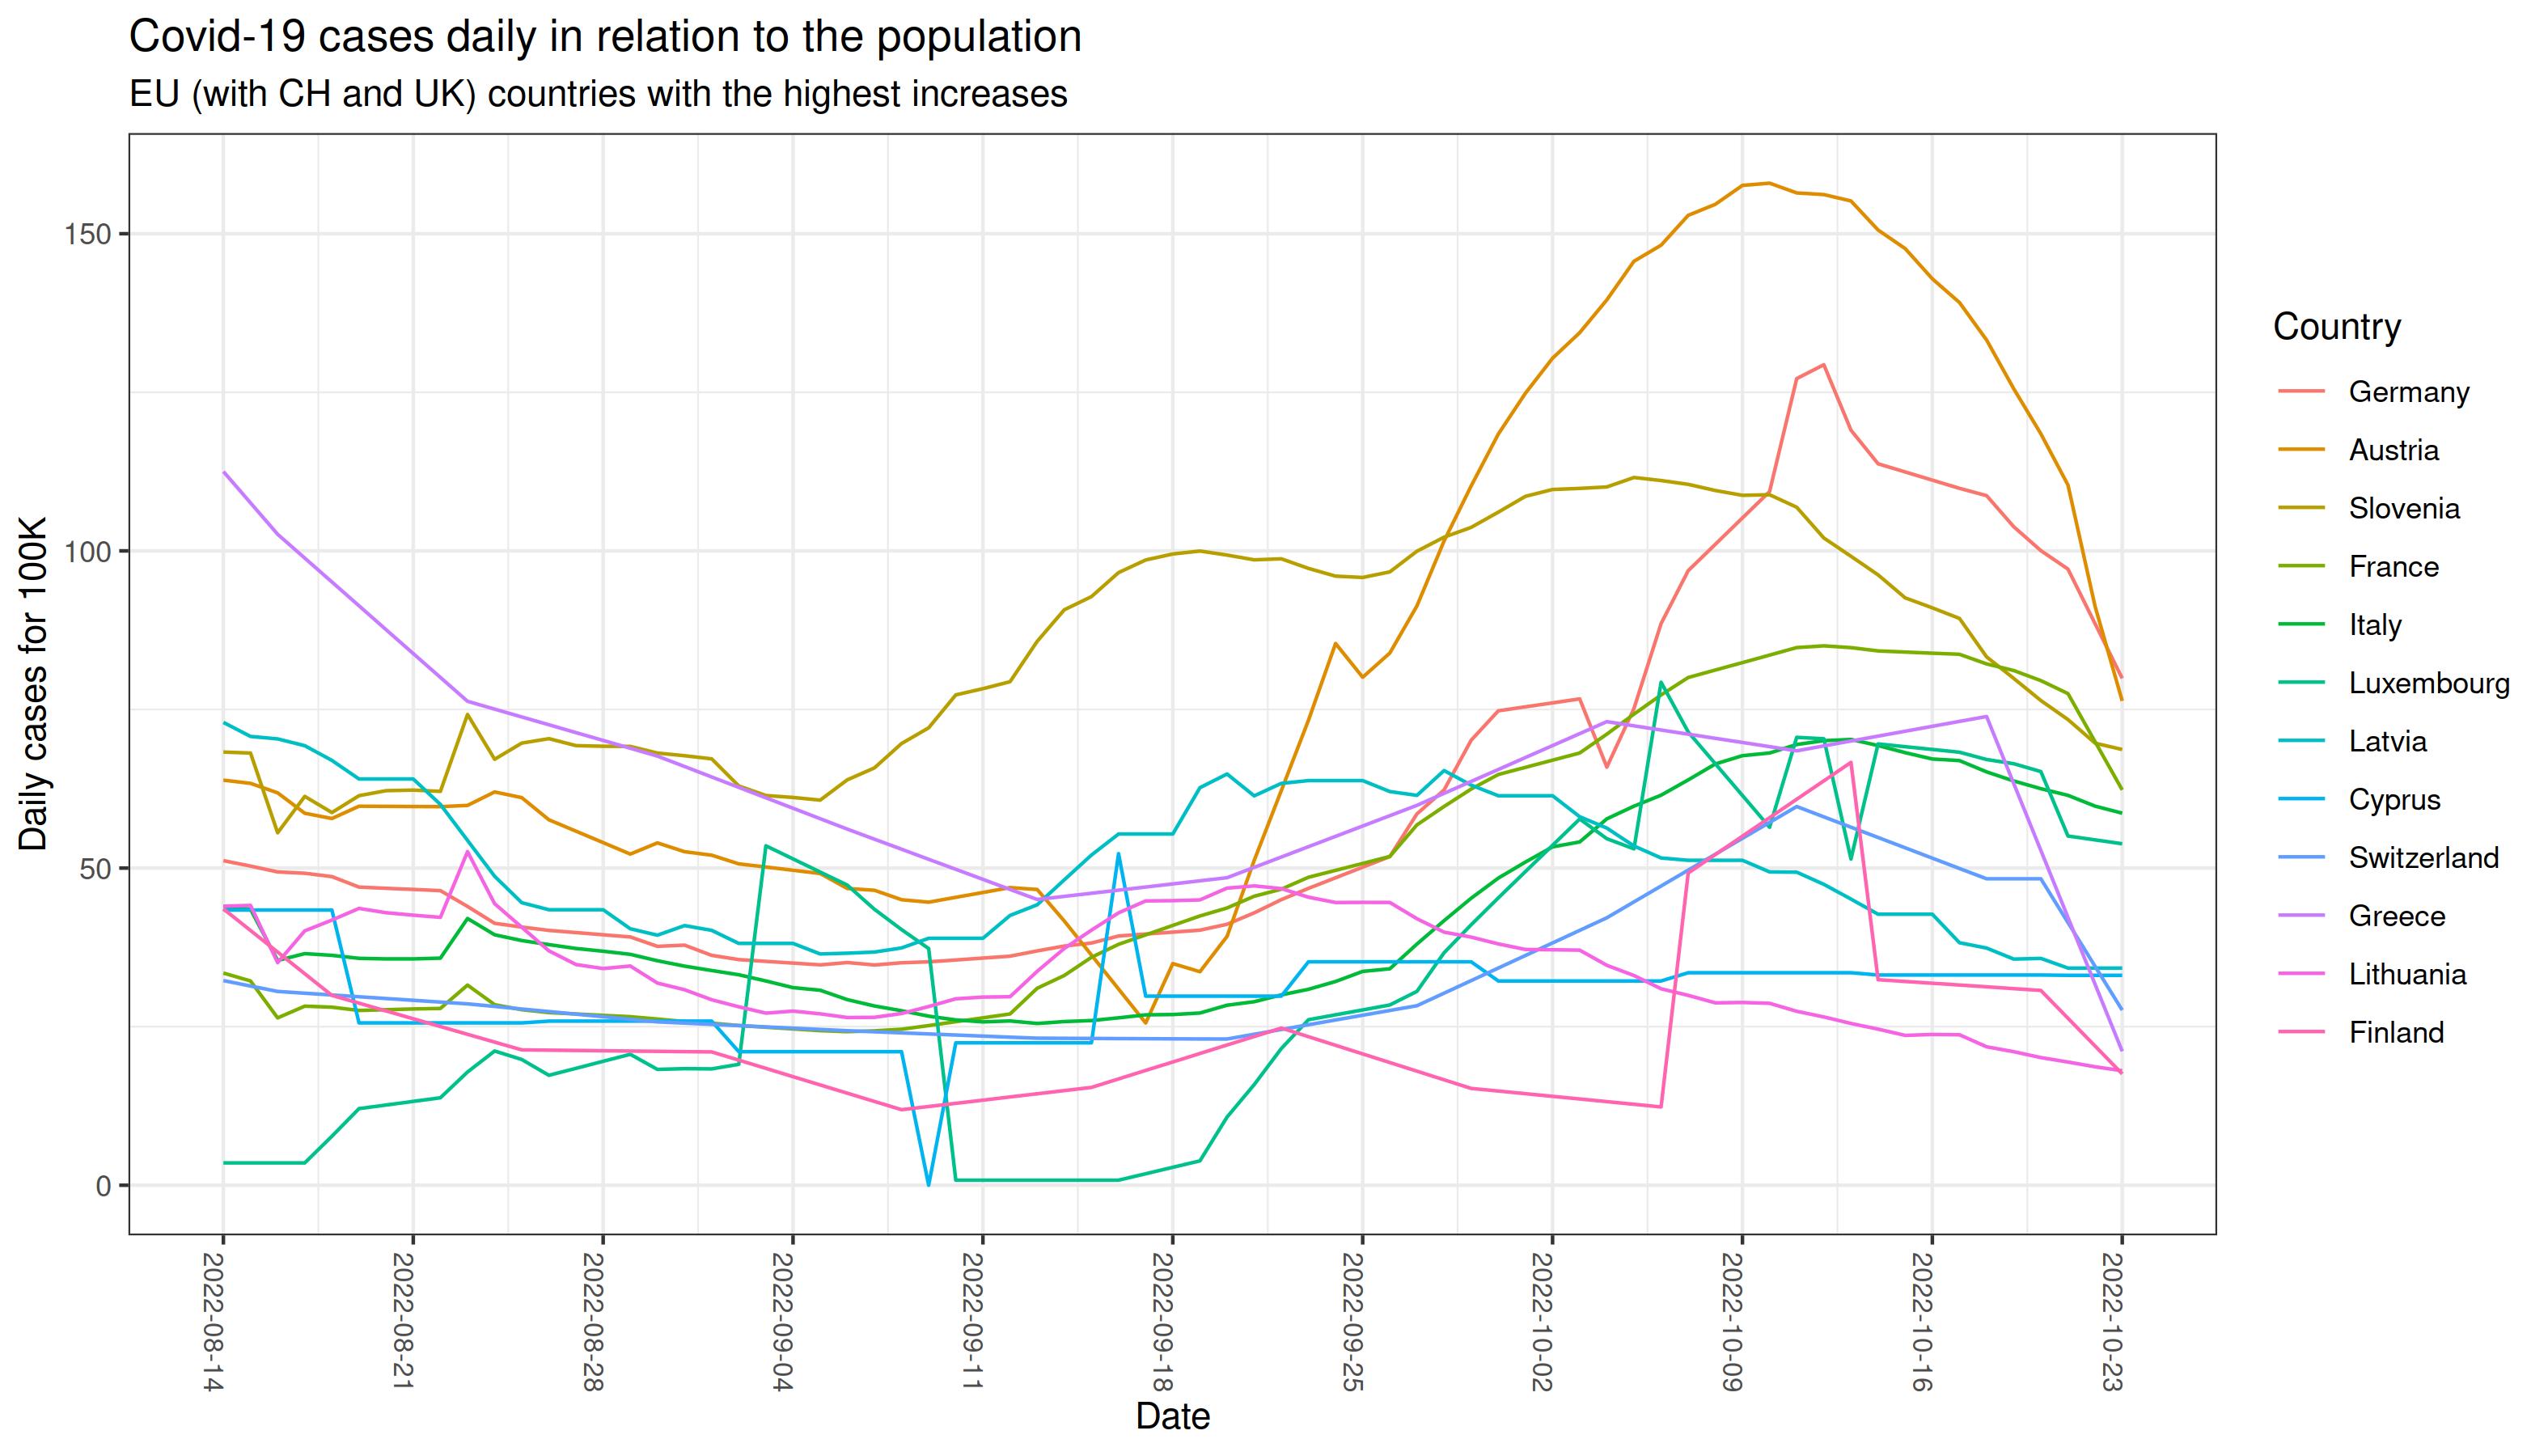 Covid-19 cases daily in relation to the population
EU (with CH and UK) countries with the highest increases
Daily cases for 100K
150
100
50
0
2022-08-14
2022-08-21
2022-08-28
2022-09-04
2022-09-11
2022-09-18
2022-09-25
2022-10-02
2022-10-09
2022-10-16
2022-10-23
Date
Country
Germany
Austria
Slovenia
France
Italy
Luxembourg
Latvia
Cyprus
Switzerland
Greece
Lithuania
Finland